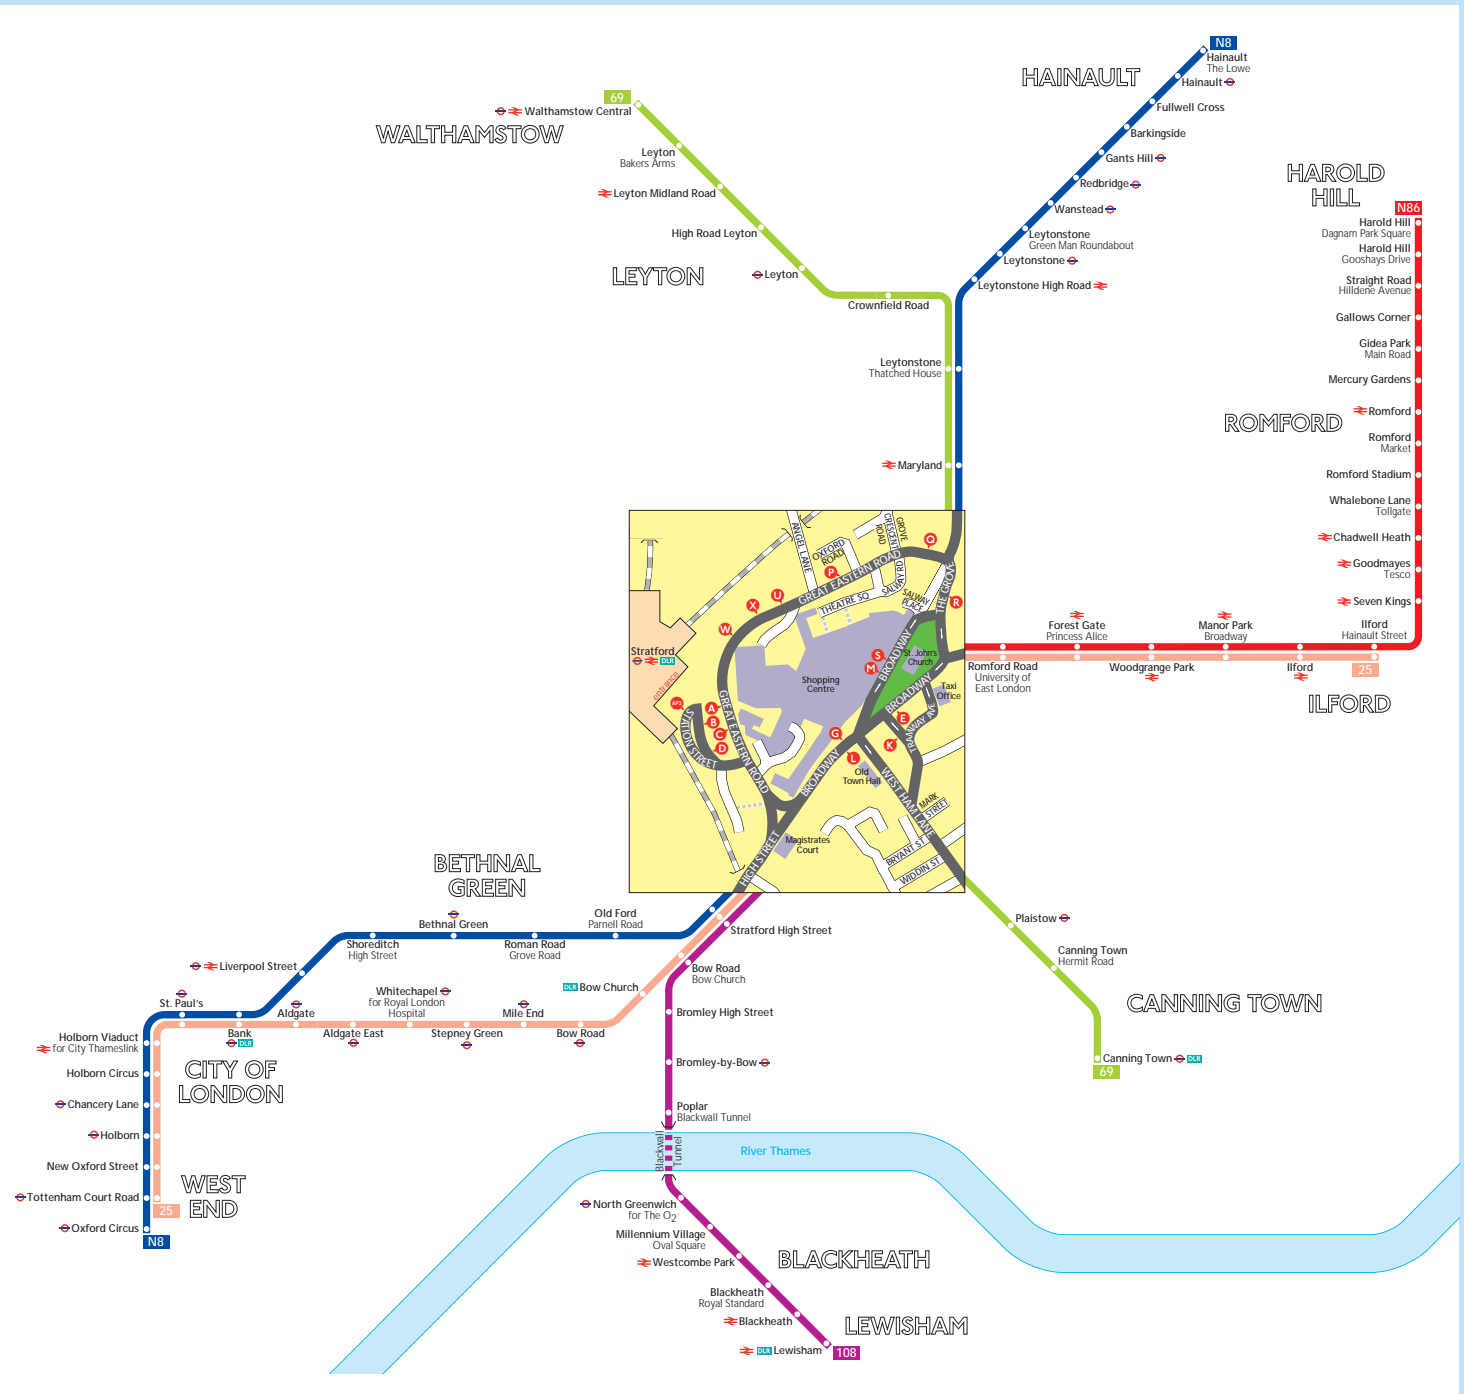 N8
Hainault
The Lowe
HAINAULT
Hainault
Fullwell Cross
Barkingside
Gants Hill
Redbridge
Wanstead
Leytonstone
Green Man Roundabout
Leytonstone
Leytonstone High Road
69
Walthamstow Central
WALTHAMSTOW
Leyton
Bakers Arms
Leyton Midland Road
High Road Leyton
LEYTON
Leyton
Crownfield Road
Leytonstone
Thatched House
Maryland
HAROLD
HILL
N86
Harold Hill
Dagnam Park Square
Harold Hill
Gooshays Drive
Straight Road
Hilldene Avenue
Gallows Corner
Gidea Park
Main Road
Mercury Gardens
Romford
ROMFORD
Romford
Market
Romford Stadium
Whalebone Lane
Tollgate
Chadwell Heath
Goodmayes
Tesco
Seven Kings
Ilford
Hainault Street
Manor Park
Broadway
Forest Gate
Princess Alice
Romford Road
University of
East London
Woodgrange Park
Ilford
25
ILFORD
ANGEL LANE
OXFORD
ROAD
GROVE
CRESCENT
ROAD
GREAT EASTERN ROAD
THEATRE SQ
SALWAY RD
SALWAY
PLACE
THE GROVE
Q
P
U
X
W
R
S
M
BROADWAY
St. John's
Church
BROADWAY
Taxi
Office
Shopping
Centre
Stratford
DLR
entrance
AP1
A
B
C
D
STATION STREET
GREAT EASTERN ROAD
G
E
K
L
TRAMWAY AVE
BROADWAY
Old
Town Hall
WEST HAM LANE
MARK
STREET
BRYANT ST
WIDDIN ST
Magistrates
Court
HIGH STREET
BETHNAL
GREEN
Old Ford
Parnell Road
Bethnal Green
Shoreditch
High Street
Roman Road
Grove Road
Stratford High Street
Liverpool Street
Bow Road
Bow Church
DLR Bow Church
St. Paul's
Aldgate
Whitechapel
for Royal London
Hospital
Mile End
Bank
DLR
Aldgate East
Stepney Green
Bow Road
Holborn Viaduct
for City Thameslink
CITY OF
LONDON
Holborn Circus
Chancery Lane
Holborn
New Oxford Street
WEST
END
Tottenham Court Road
25
Oxford Circus
N8
Bromley High Street
Bromley-by-Bow
Poplar
Blackwall Tunnel
Blackwall
Tunnel
River Thames
Plaistow
Canning Town
Hermit Road
CANNING TOWN
Canning Town DLR
69
North Greenwich
for The O2
Millennium Village
Oval Square
Westcombe Park
BLACKHEATH
Blackheath
Royal Standard
Blackheath
LEWISHAM
DLR Lewisham
108